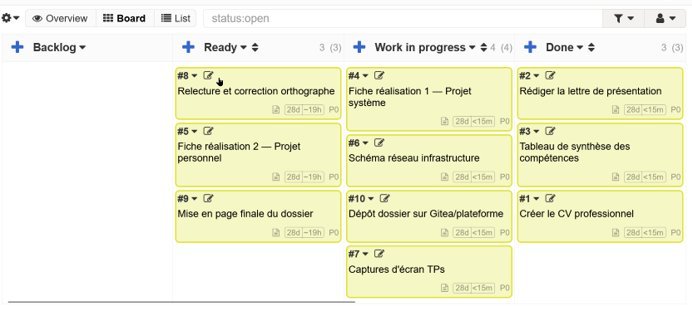 Overview Board List status:open
Backlog
Ready 3 (3)
#8
Relecture et correction orthographe
28d ~19h P0
#5
Fiche réalisation 2 — Projet
personnel
28d ~19h P0
#9
Mise en page finale du dossier
28d ~19h P0
Work in progress 4 (4)
#4
Fiche réalisation 1 — Projet
système
28d <15m P0
#6
Schéma réseau infrastructure
28d <15m P0
#10
Dépôt dossier sur Gitea/plateforme
28d <15m P0
#7
Captures d'écran TPs
28d <15m P0
Done 3 (3)
#2
Rédiger la lettre de présentation
28d <15m P0
#3
Tableau de synthèse des
compétences
28d <15m P0
#1
Créer le CV professionnel
28d <15m P0